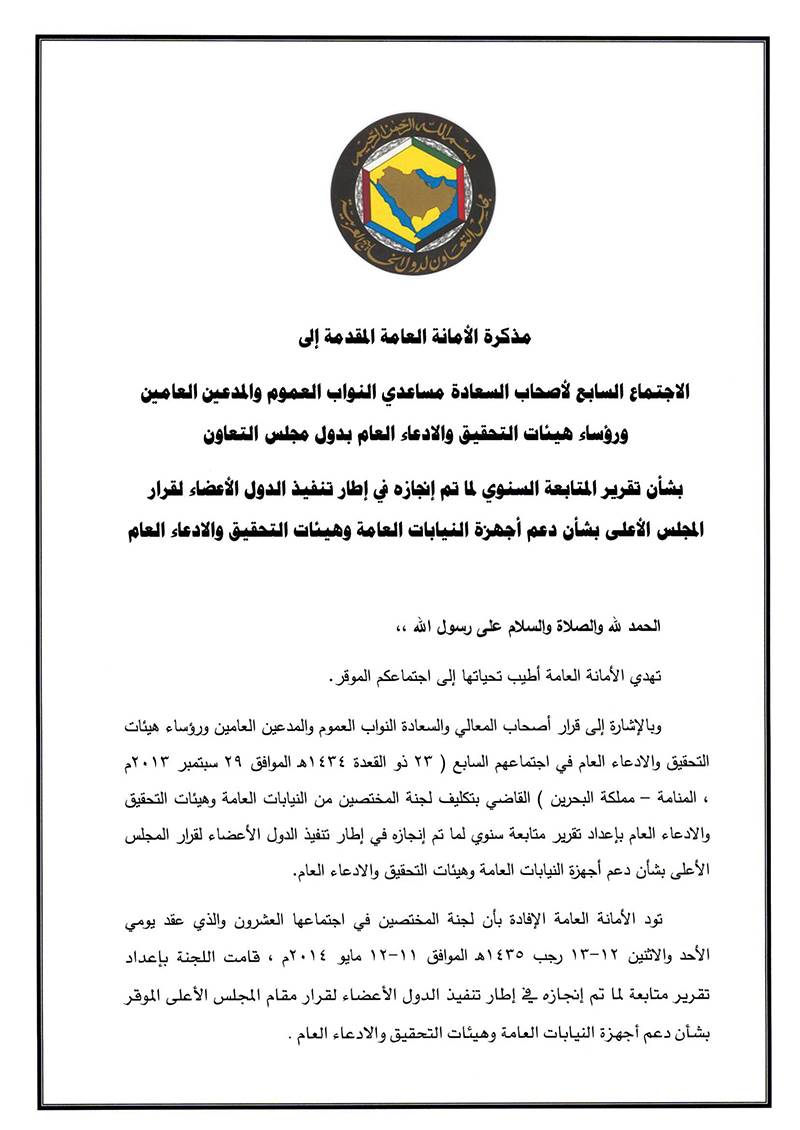 بسم الله الرحمن الرحيم
مجلس التعاون لدول الخليج العربية
مذكرة الأمانة العامة المقدمة إلى
الاجتماع السابع لأصحاب السعادة مساعدي النواب العموم والمدعين العامين
ورؤساء هيئات التحقيق والادعاء العام بدول مجلس التعاون
بشأن تقرير المتابعة السنوي لما تم إنجازه في إطار تنفيذ الدول الأعضاء لقرار
المجلس الأعلى بشأن دعم أجهزة النيابات العامة وهيئات التحقيق والادعاء العام
الحمد لله والصلاة والسلام على رسول الله ،،
تهدي الأمانة العامة أطيب تحياتها إلى اجتماعكم الموقر.
وبالإشارة إلى قرار أصحاب المعالي والسعادة النواب العموم والمدعين العامين ورؤساء هيئات
التحقيق والادعاء العام في اجتماعهم السابع ( ٢٣ ذو القعدة ١٤٣٤هـ الموافق ٢٩ سبتمبر ٢٠١٣م
، المنامة – مملكة البحرين ) القاضي بتكليف لجنة المختصين من النيابات العامة وهيئات التحقيق
والادعاء العام بإعداد تقرير متابعة سنوي لما تم إنجازه في إطار تنفيذ الدول الأعضاء لقرار المجلس
الأعلى بشأن دعم أجهزة النيابات العامة وهيئات التحقيق والادعاء العام.
تود الأمانة العامة الإفادة بأن لجنة المختصين في اجتماعها العشرون والذي عقد يومي
الأحد والاثنين ١٢-١٣ رجب ١٤٣٥هـ الموافق ١١-١٢ مايو ٢٠١٤م ، قامت اللجنة بإعداد
تقرير متابعة لما تم إنجازه في إطار تنفيذ الدول الأعضاء لقرار مقام المجلس الأعلى الموقر
بشأن دعم أجهزة النيابات العامة وهيئات التحقيق والادعاء العام .